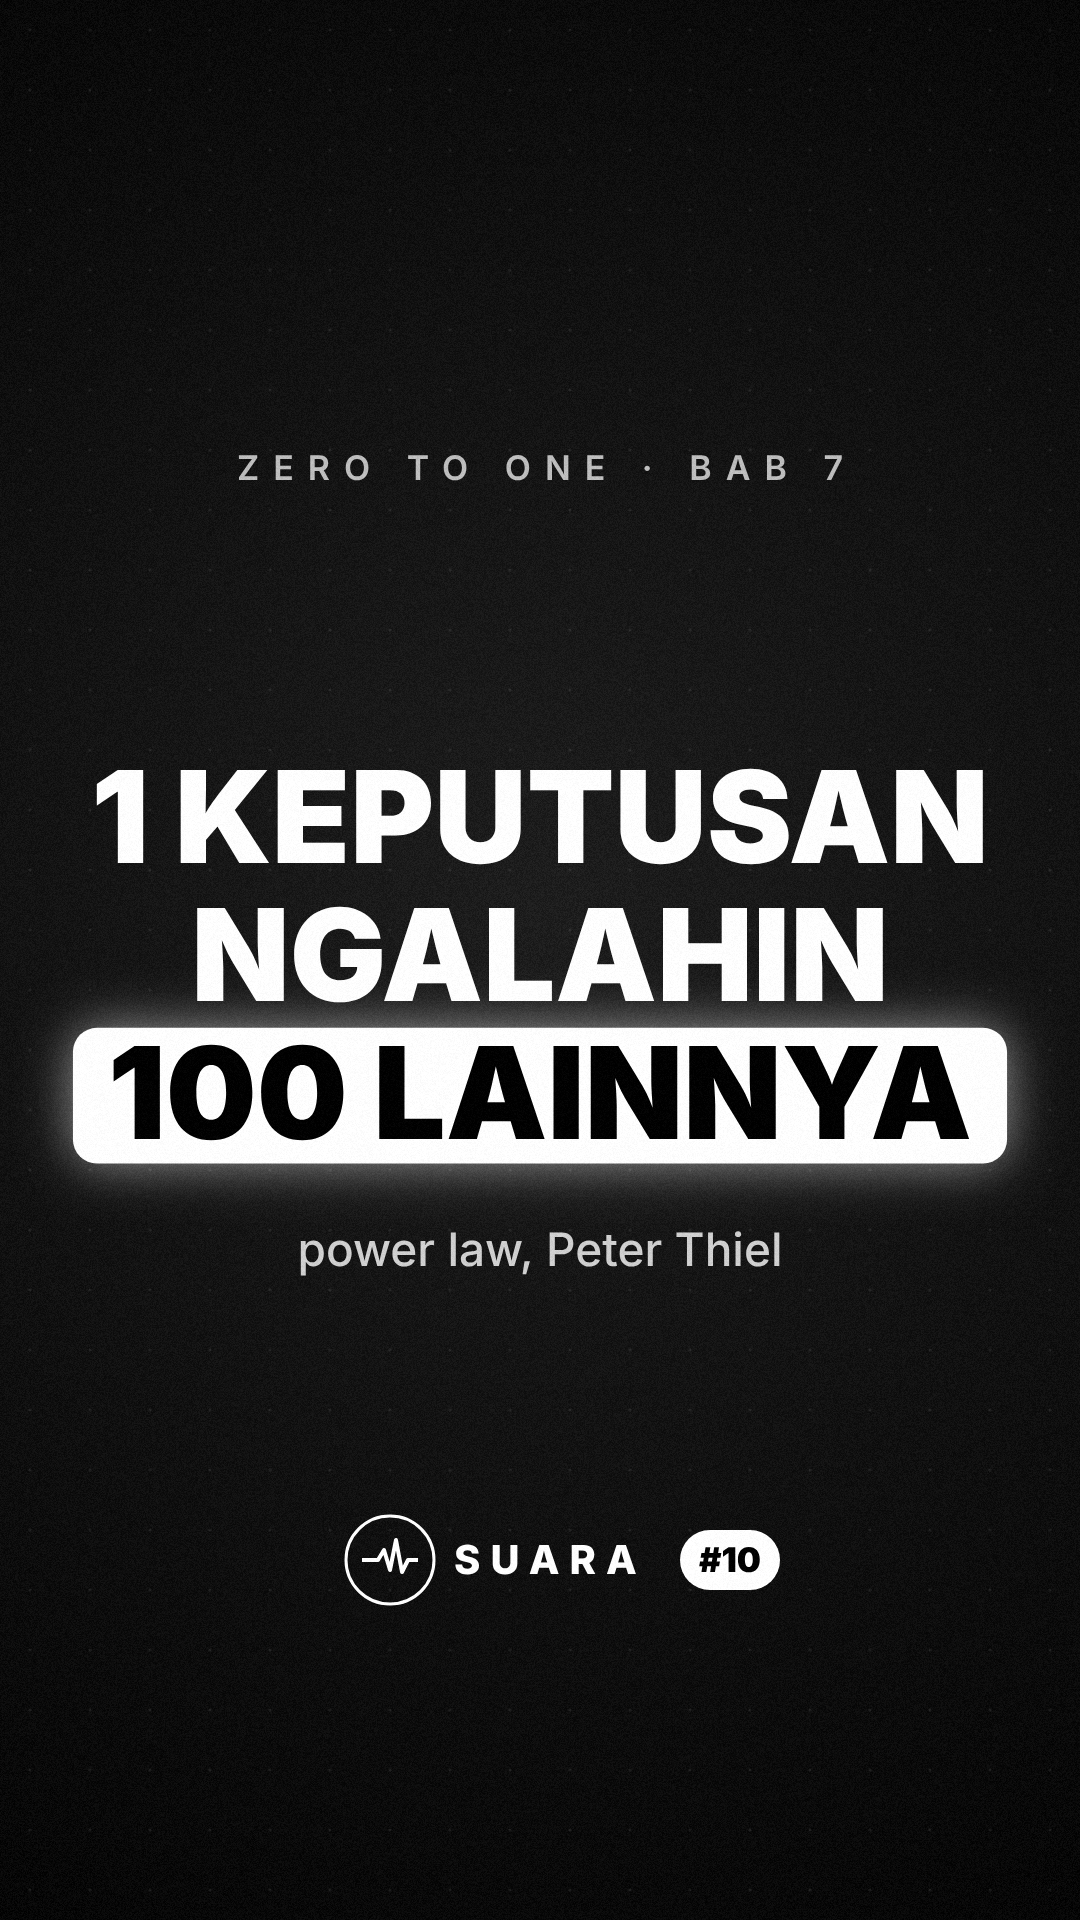 ZERO TO ONE · BAB 7
1 KEPUTUSAN
NGALAHIN
100 LAINNYA
power law, Peter Thiel
SUARA #10